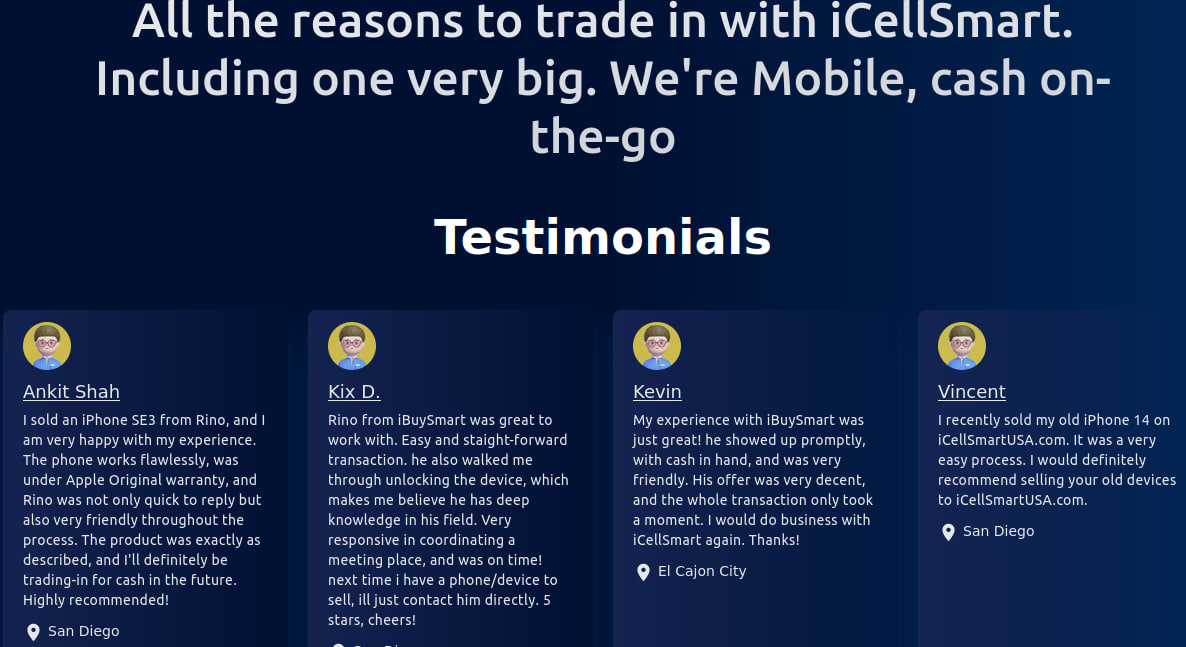 All the reasons to trade in with iCellSmart.
Including one very big. We're Mobile, cash on-
the-go
Testimonials
Ankit Shah
I sold an iPhone SE3 from Rino, and I
am very happy with my experience.
The phone works flawlessly, was
under Apple Original warranty, and
Rino was not only quick to reply but
also very friendly throughout the
process. The product was exactly as
described, and I'll definitely be
trading-in for cash in the future.
Highly recommended!
San Diego
Kix D.
Rino from iBuySmart was great to
work with. Easy and staight-forward
transaction. he also walked me
through unlocking the device, which
makes me believe he has deep
knowledge in his field. Very
responsive in coordinating a
meeting place, and was on time!
next time i have a phone/device to
sell, ill just contact him directly. 5
stars, cheers!
Kevin
My experience with iBuySmart was
just great! he showed up promptly,
with cash in hand, and was very
friendly. His offer was very decent,
and the whole transaction only took
a moment. I would do business with
iCellSmart again. Thanks!
El Cajon City
Vincent
I recently sold my old iPhone 14 on
iCellSmartUSA.com. It was a very
easy process. I would definitely
recommend selling your old devices
to iCellSmartUSA.com.
San Diego